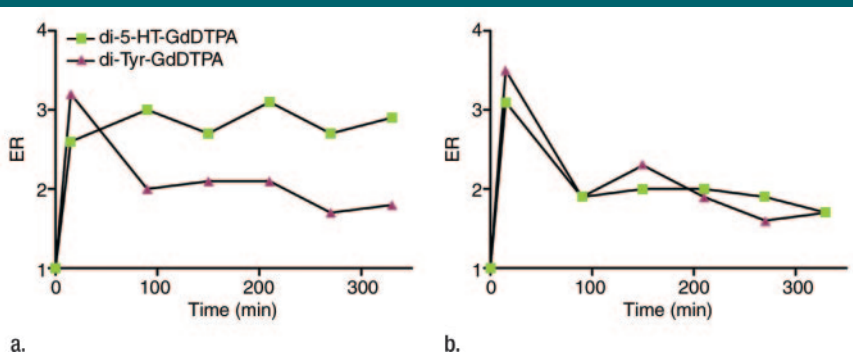 4
di-5-HT-GdDTPA
di-Tyr-GdDTPA
3
ER
2
1
0
100
200
300
Time (min)
a.
4
3
ER
2
1
0
100
200
300
Time (min)
b.